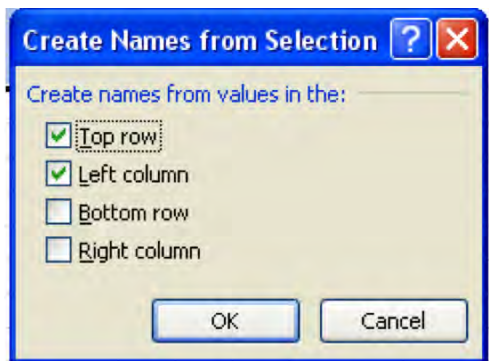 Create Names from Selection
Create names from values in the:
Top row
Left column
Bottom row
Right column
OK Cancel